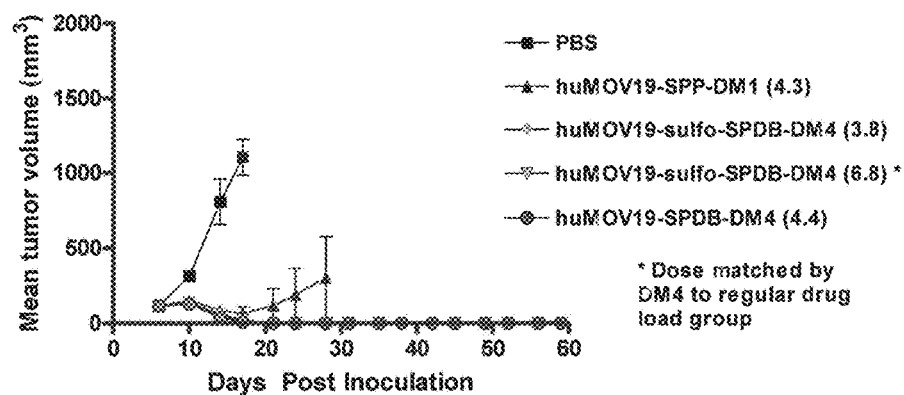 Mean tumor volume (mm³)
2000
1500
1000
500
0
0 10 20 30 40 50 60
Days Post Inoculation
PBS
huMOV19-SPP-DM1 (4.3)
huMOV19-sulfo-SPDB-DM4 (3.8)
huMOV19-sulfo-SPDB-DM4 (6.8) *
huMOV19-SPDB-DM4 (4.4)
* Dose matched by
DM4 to regular drug
load group